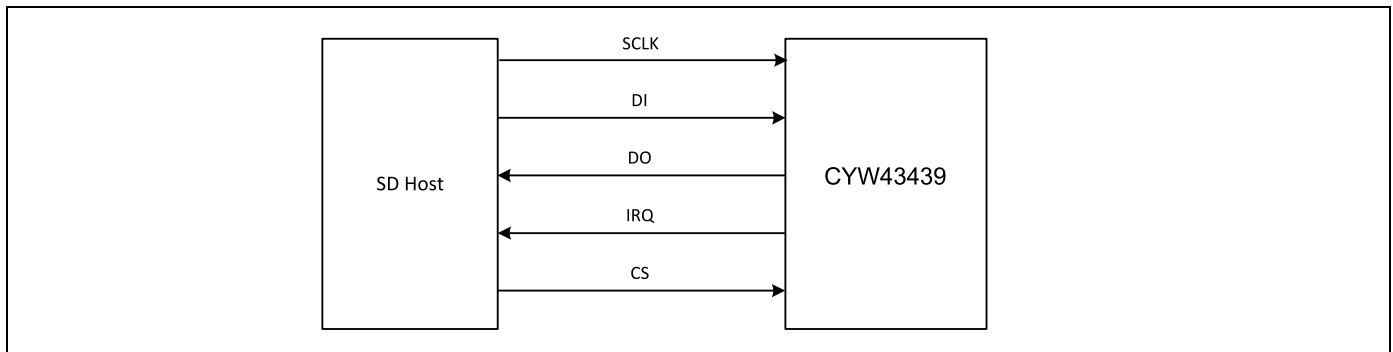 SCLK
DI
DO
SD Host
CYW43439
IRQ
CS